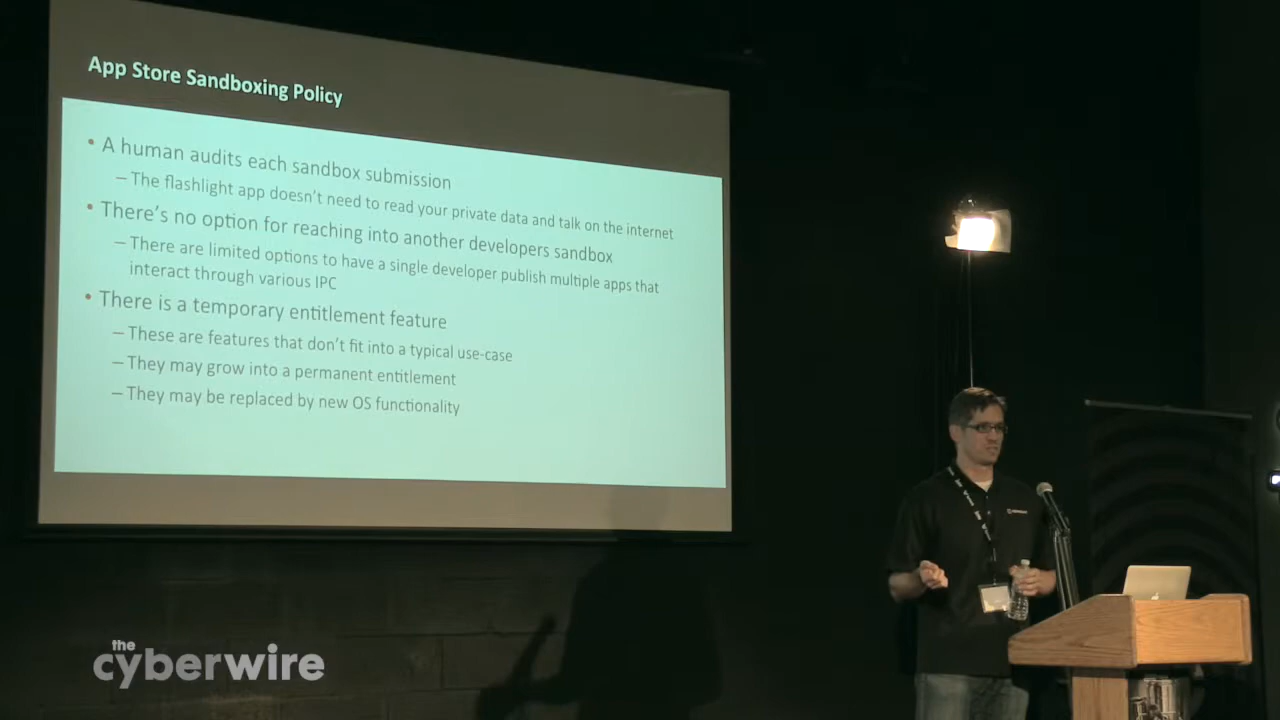 App Store Sandboxing Policy
• A human audits each sandbox submission
– The flashlight app doesn't need to read your private data and talk on the internet
• There's no option for reaching into another developers sandbox
– There are limited options to have a single developer publish multiple apps that
interact through various IPC
• There is a temporary entitlement feature
– These are features that don't fit into a typical use-case
– They may grow into a permanent entitlement
– They may be replaced by new OS functionality
the
cyberwire